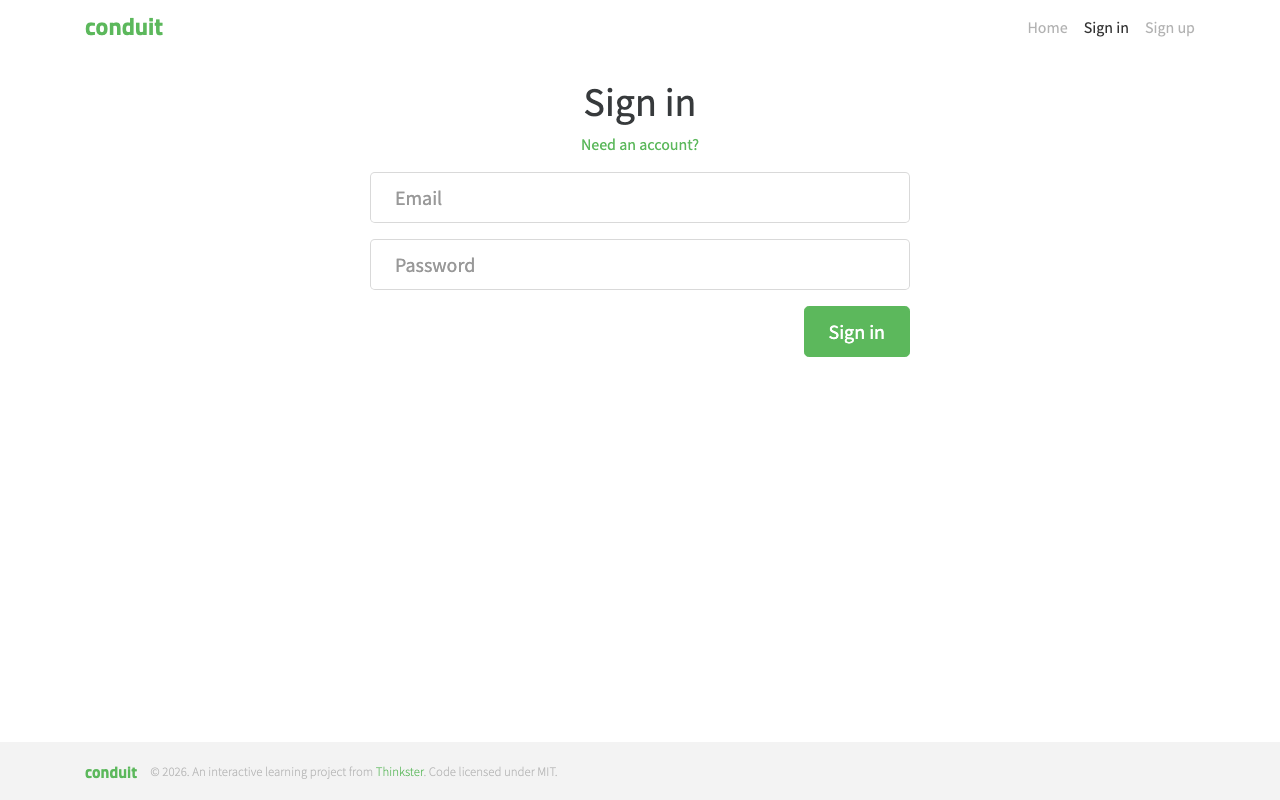 conduit
Home Sign in Sign up
Sign in
Need an account?
Email
Password
Sign in
conduit © 2026. An interactive learning project from Thinkster. Code licensed under MIT.